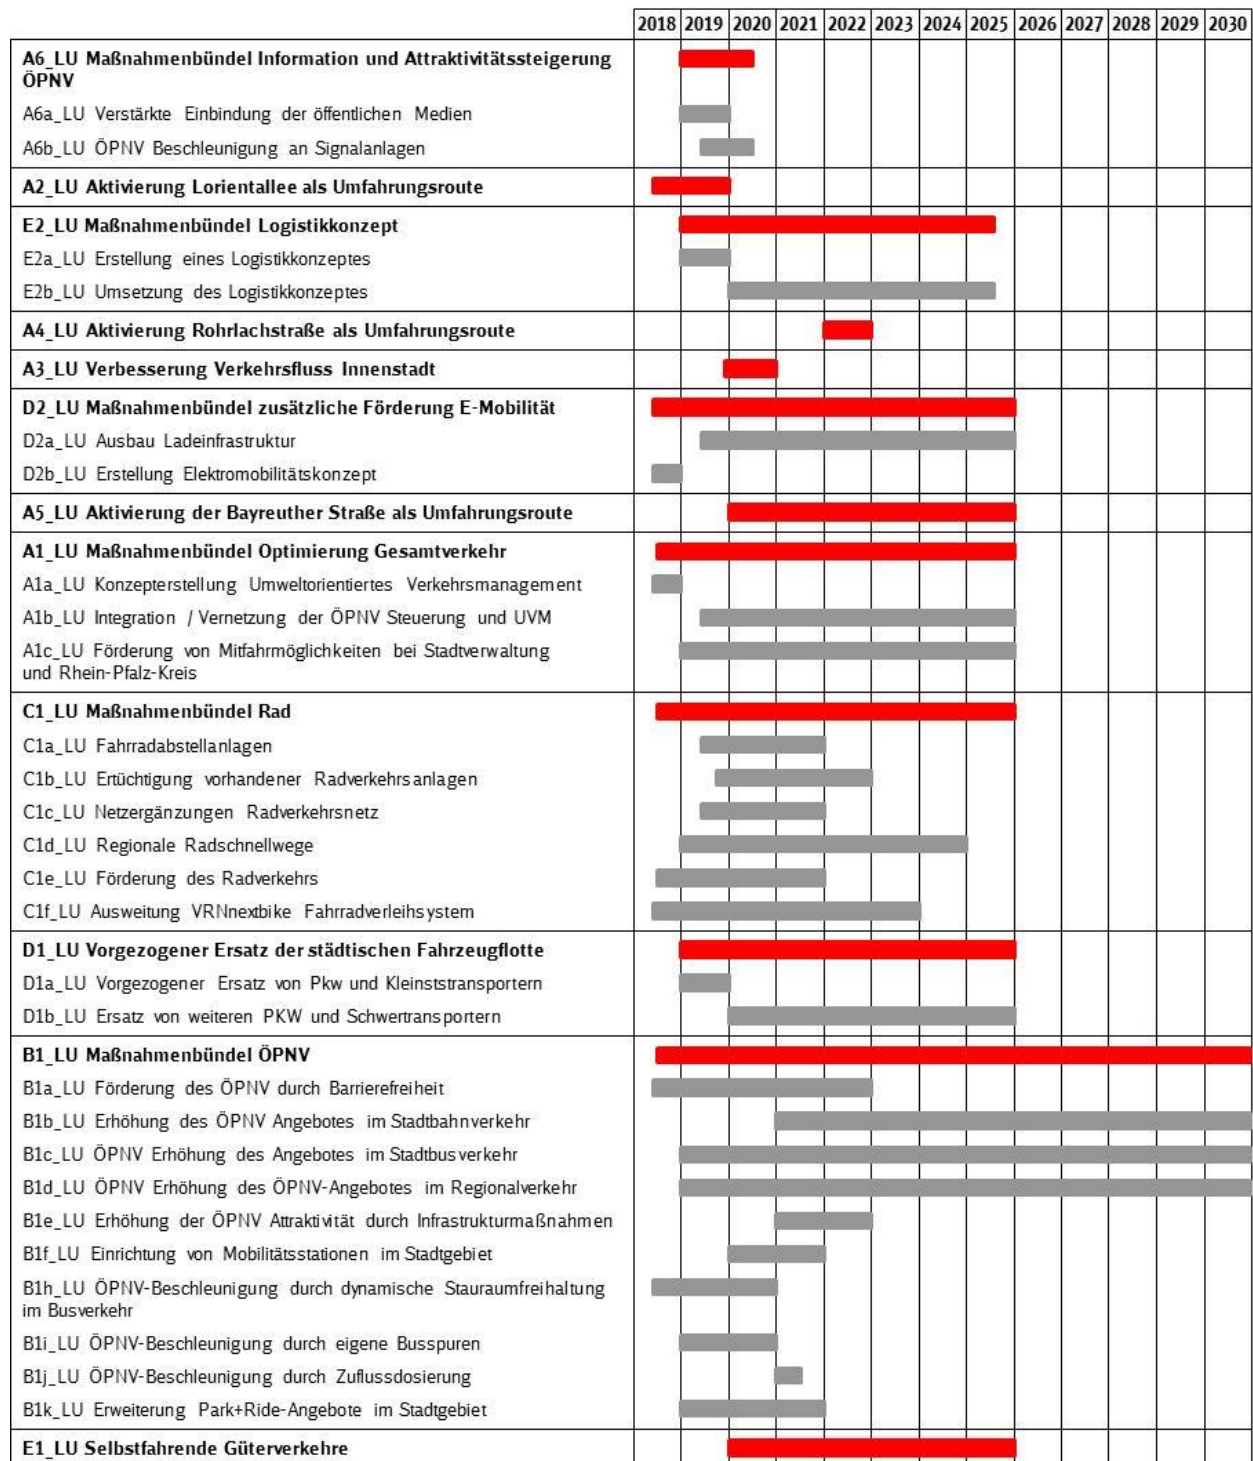 2018 2019 2020 2021 2022 2023 2024 2025 2026 2027 2028 2029 2030
A6_LU Maßnahmenbündel Information und Attraktivitätssteigerung
ÖPNV
A6a_LU Verstärkte Einbindung der öffentlichen Medien
A6b_LU ÖPNV Beschleunigung an Signalanlagen
A2_LU Aktivierung Lorientallee als Umfahrungsroute
E2_LU Maßnahmenbündel Logistikkonzept
E2a_LU Erstellung eines Logistikkonzeptes
E2b_LU Umsetzung des Logistikkonzeptes
A4_LU Aktivierung Rohrlachstraße als Umfahrungsroute
A3_LU Verbesserung Verkehrsfluss Innenstadt
D2_LU Maßnahmenbündel zusätzliche Förderung E-Mobilität
D2a_LU Ausbau Ladeinfrastruktur
D2b_LU Erstellung Elektromobilitätskonzept
A5_LU Aktivierung der Bayreuther Straße als Umfahrungsroute
A1_LU Maßnahmenbündel Optimierung Gesamtverkehr
A1a_LU Konzepterstellung Umweltorientiertes Verkehrsmanagement
A1b_LU Integration / Vernetzung der ÖPNV Steuerung und UVM
A1c_LU Förderung von Mitfahrmöglichkeiten bei Stadtverwaltung
und Rhein-Pfalz-Kreis
C1_LU Maßnahmenbündel Rad
C1a_LU Fahrradabstellanlagen
C1b_LU Ertüchtigung vorhandener Radverkehrsanlagen
C1c_LU Netzergänzungen Radverkehrsnetz
C1d_LU Regionale Radschnellwege
C1e_LU Förderung des Radverkehrs
C1f_LU Ausweitung VRNnextbike Fahrradverleihsystem
D1_LU Vorgezogener Ersatz der städtischen Fahrzeugflotte
D1a_LU Vorgezogener Ersatz von Pkw und Kleinststransportern
D1b_LU Ersatz von weiteren PKW und Schwertransportern
B1_LU Maßnahmenbündel ÖPNV
B1a_LU Förderung des ÖPNV durch Barrierefreiheit
B1b_LU Erhöhung des ÖPNV Angebotes im Stadtbahnverkehr
B1c_LU ÖPNV Erhöhung des Angebotes im Stadtbusverkehr
B1d_LU ÖPNV Erhöhung des ÖPNV-Angebotes im Regionalverkehr
B1e_LU Erhöhung der ÖPNV Attraktivität durch Infrastrukturmaßnahmen
B1f_LU Einrichtung von Mobilitätsstationen im Stadtgebiet
B1h_LU ÖPNV-Beschleunigung durch dynamische Stauraumfreihaltung
im Busverkehr
B1i_LU ÖPNV-Beschleunigung durch eigene Busspuren
B1j_LU ÖPNV-Beschleunigung durch Zuflussdosierung
B1k_LU Erweiterung Park+Ride-Angebote im Stadtgebiet
E1_LU Selbstfahrende Güterverkehre